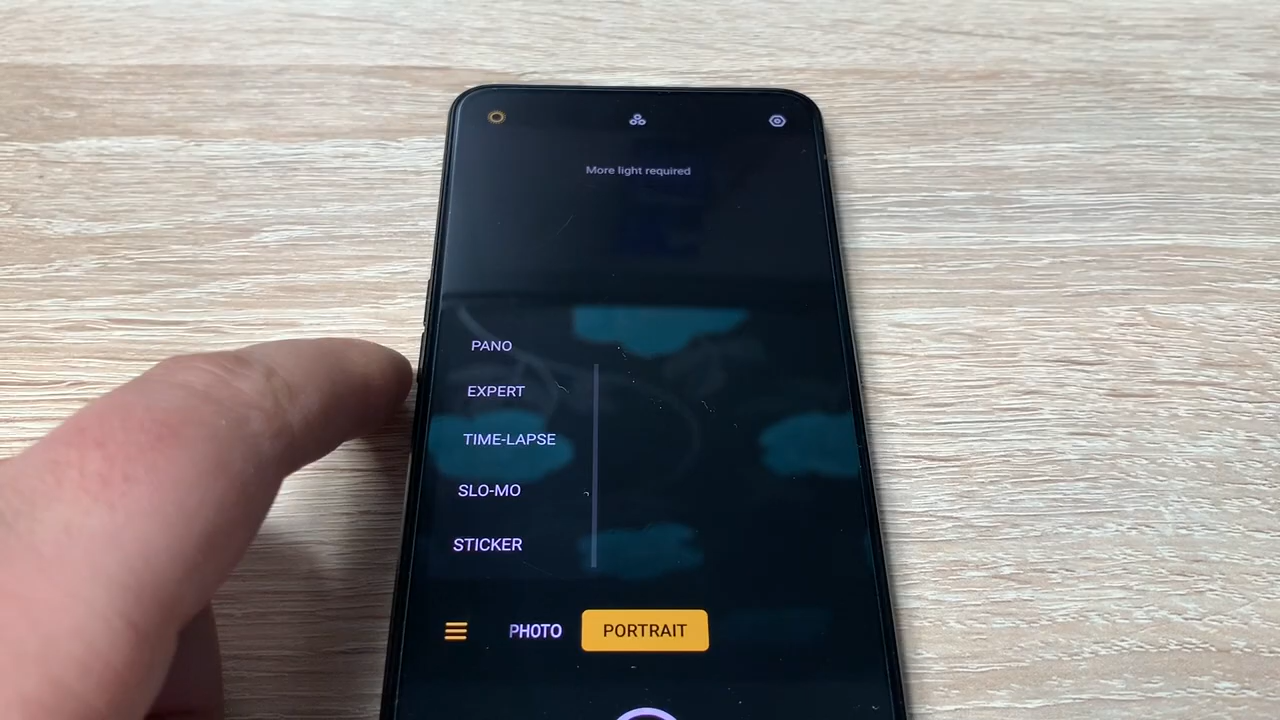 More light required
PANO
EXPERT
TIME-LAPSE
SLO-MO
STICKER
PHOTO PORTRAIT